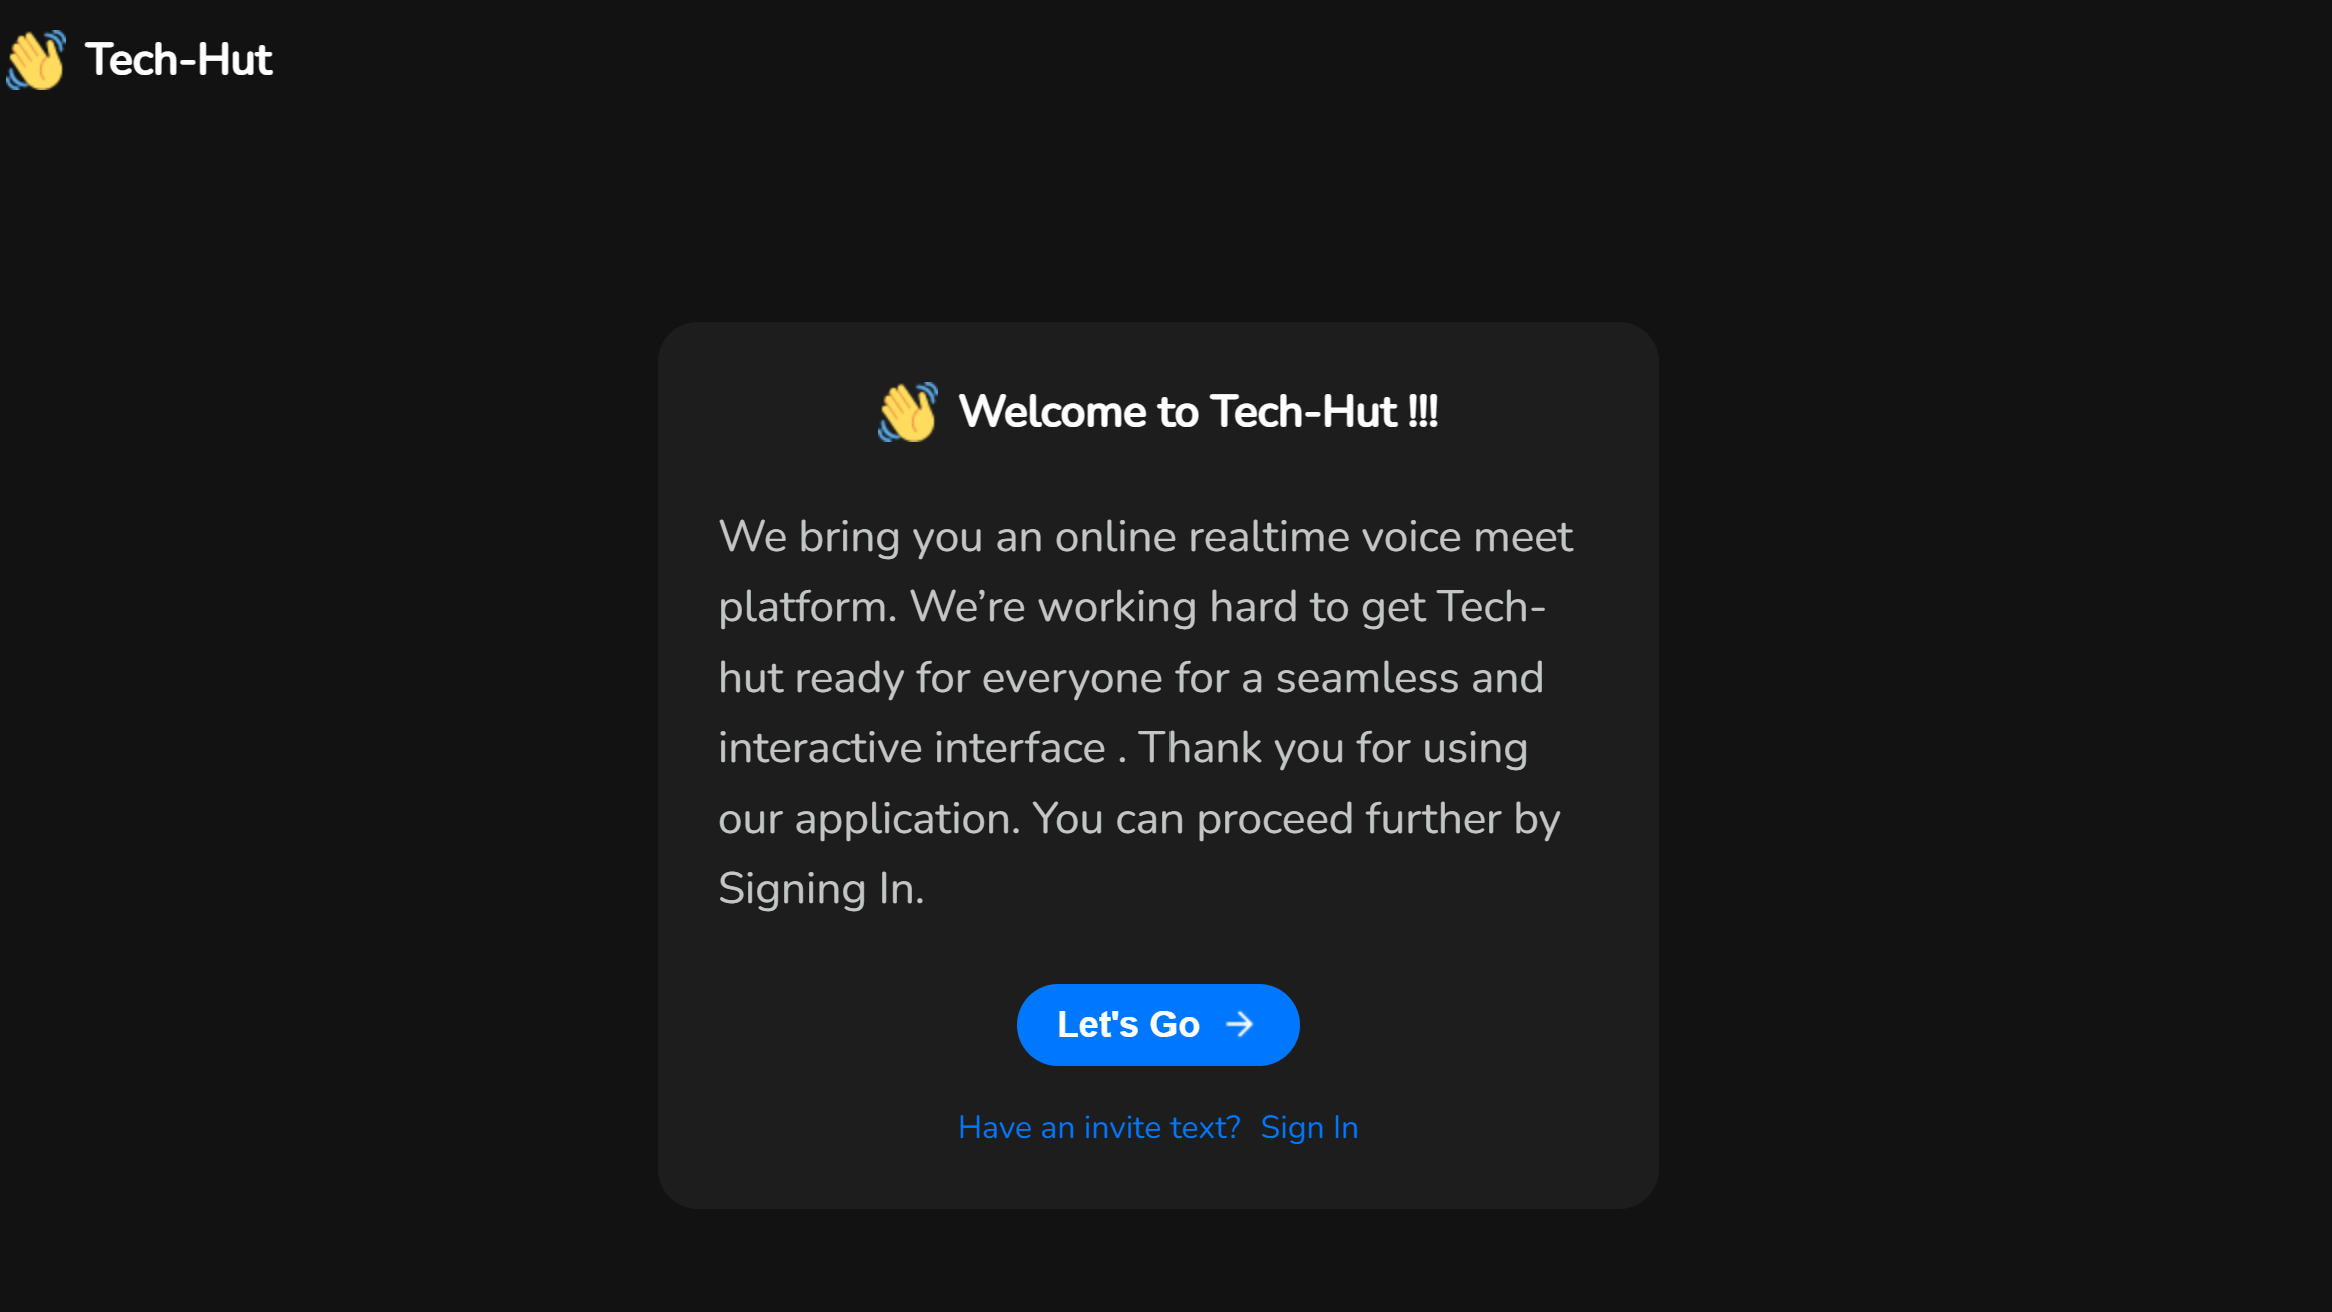 Tech-Hut
Welcome to Tech-Hut !!!
We bring you an online realtime voice meet
platform. We’re working hard to get Tech-
hut ready for everyone for a seamless and
interactive interface . Thank you for using
our application. You can proceed further by
Signing In.
Let's Go
Have an invite text? Sign In